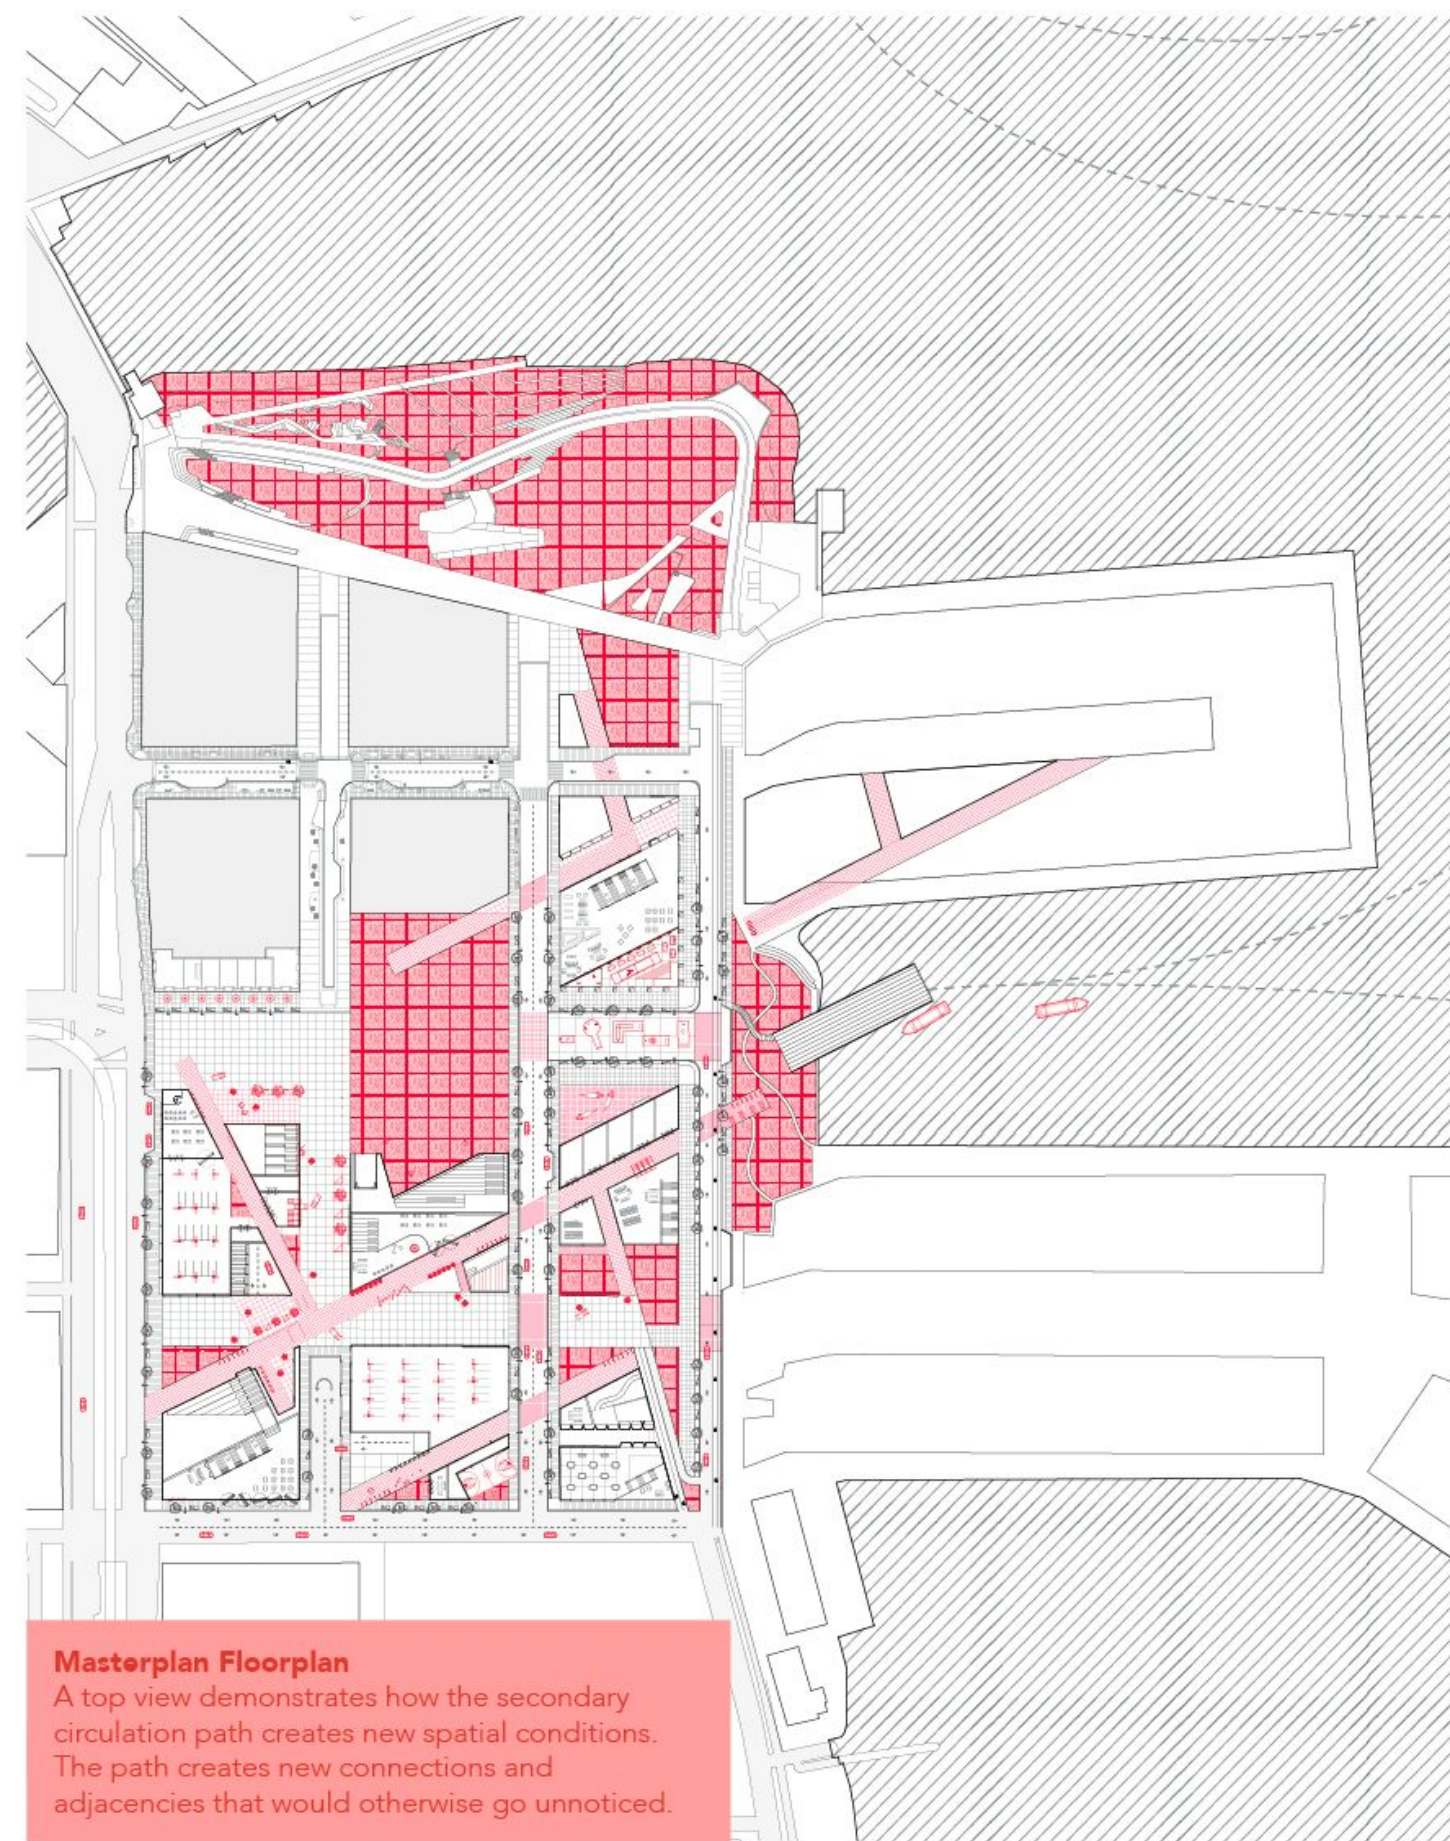 Masterplan Floorplan
A top view demonstrates how the secondary
circulation path creates new spatial conditions.
The path creates new connections and
adjacencies that would otherwise go unnoticed.